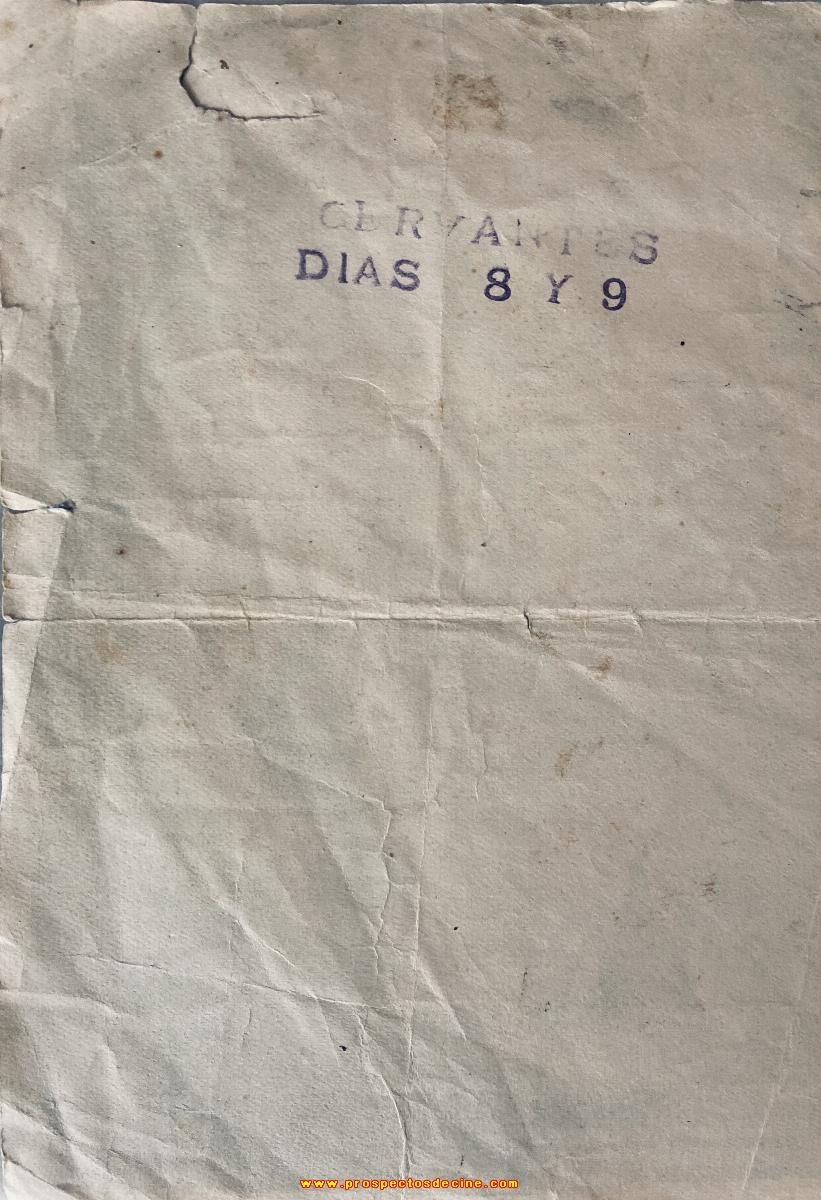 CERVANTES
DIAS 8 Y 9
www.prospectosdecine.com